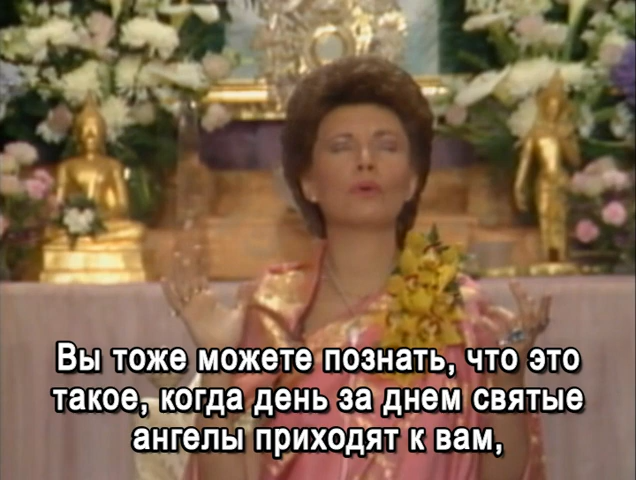 Вы тоже можете познать, что это
такое, когда день за днем святые
ангелы приходят к вам,